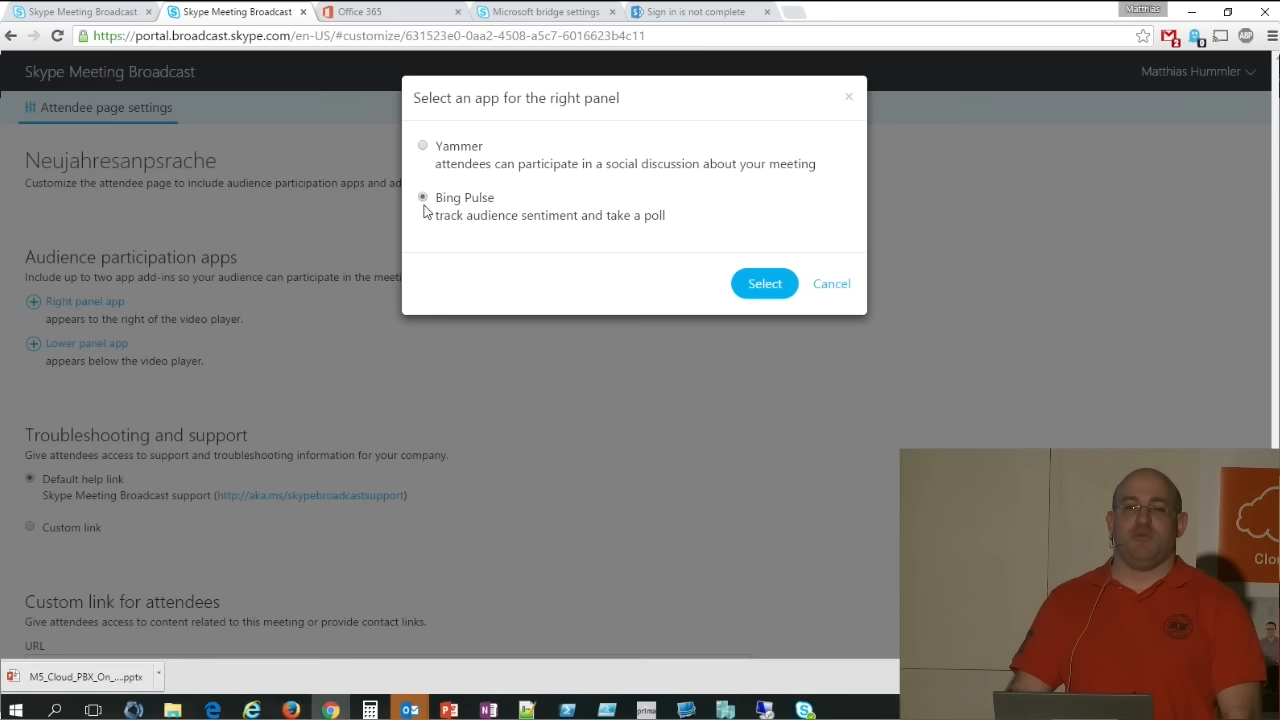 Skype Meeting Broadcast
Skype Meeting Broadcast
Office 365
Microsoft bridge settings
Sign in is not complete
Matthias
https://portal.broadcast.skype.com/en-US/#customize/631523e0-0aa2-4508-a5c7-6016623b4c11
2
0
ABP
Skype Meeting Broadcast
Matthias Hummler
Attendee page settings
Select an app for the right panel
Yammer
attendees can participate in a social discussion about your meeting
Bing Pulse
track audience sentiment and take a poll
Select
Cancel
Neujahresanpsrache
Customize the attendee page to include audience participation apps and ad
Audience participation apps
Include up to two app add-ins so your audience can participate in the meeti
Right panel app
appears to the right of the video player.
Lower panel app
appears below the video player.
Troubleshooting and support
Give attendees access to support and troubleshooting information for your company.
Default help link
Skype Meeting Broadcast support (http://aka.ms/skypebroadcastsupport)
Custom link
Custom link for attendees
Give attendees access to content related to this meeting or provide contact links.
URL
M5_Cloud_PBX_On_....pptx
prima
Clo